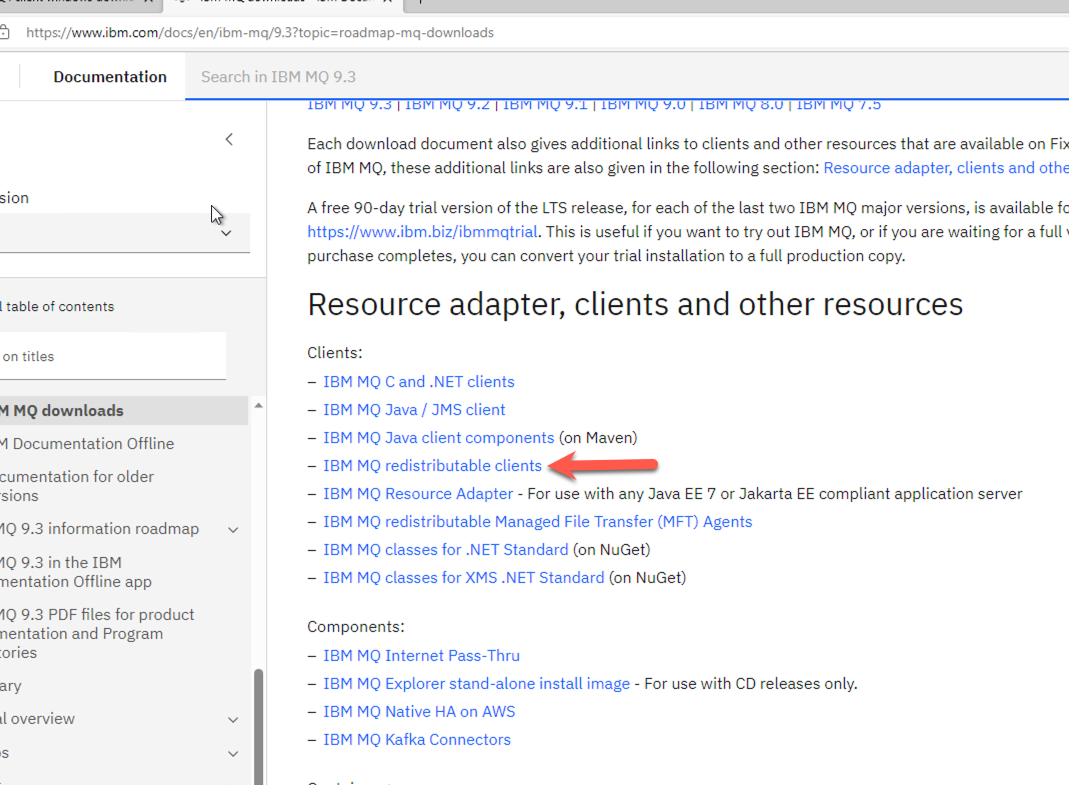 https://www.ibm.com/docs/en/ibm-mq/9.3?topic=roadmap-mq-downloads
Documentation
Search in IBM MQ 9.3
sion
l table of contents
on titles
M MQ downloads
M Documentation Offline
cumentation for older
rsions
MQ 9.3 information roadmap
MQ 9.3 in the IBM
mentation Offline app
MQ 9.3 PDF files for product
mentation and Program
tories
ary
al overview
os
IBM MQ 9.3 | IBM MQ 9.2 | IBM MQ 9.1 | IBM MQ 9.0 | IBM MQ 8.0 | IBM MQ 7.5
Each download document also gives additional links to clients and other resources that are available on Fix
of IBM MQ, these additional links are also given in the following section: Resource adapter, clients and othe
A free 90-day trial version of the LTS release, for each of the last two IBM MQ major versions, is available fo
https://www.ibm.biz/ibmmqtrial. This is useful if you want to try out IBM MQ, or if you are waiting for a full v
purchase completes, you can convert your trial installation to a full production copy.
Resource adapter, clients and other resources
Clients:
– IBM MQ C and .NET clients
– IBM MQ Java / JMS client
– IBM MQ Java client components (on Maven)
– IBM MQ redistributable clients
– IBM MQ Resource Adapter - For use with any Java EE 7 or Jakarta EE compliant application server
– IBM MQ redistributable Managed File Transfer (MFT) Agents
– IBM MQ classes for .NET Standard (on NuGet)
– IBM MQ classes for XMS .NET Standard (on NuGet)
Components:
– IBM MQ Internet Pass-Thru
– IBM MQ Explorer stand-alone install image - For use with CD releases only.
– IBM MQ Native HA on AWS
– IBM MQ Kafka Connectors